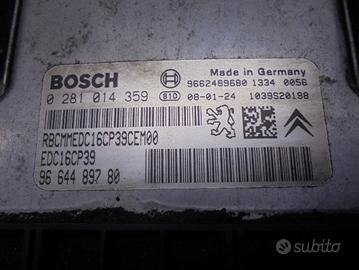 BOSCH
Made in Germany
9662489680 1334 0056
0 281 014 359
810 08-01-24 1039S20198
RBCMMEDC16CP39CEM00
EDC16CP39
96 644 897 80
subito